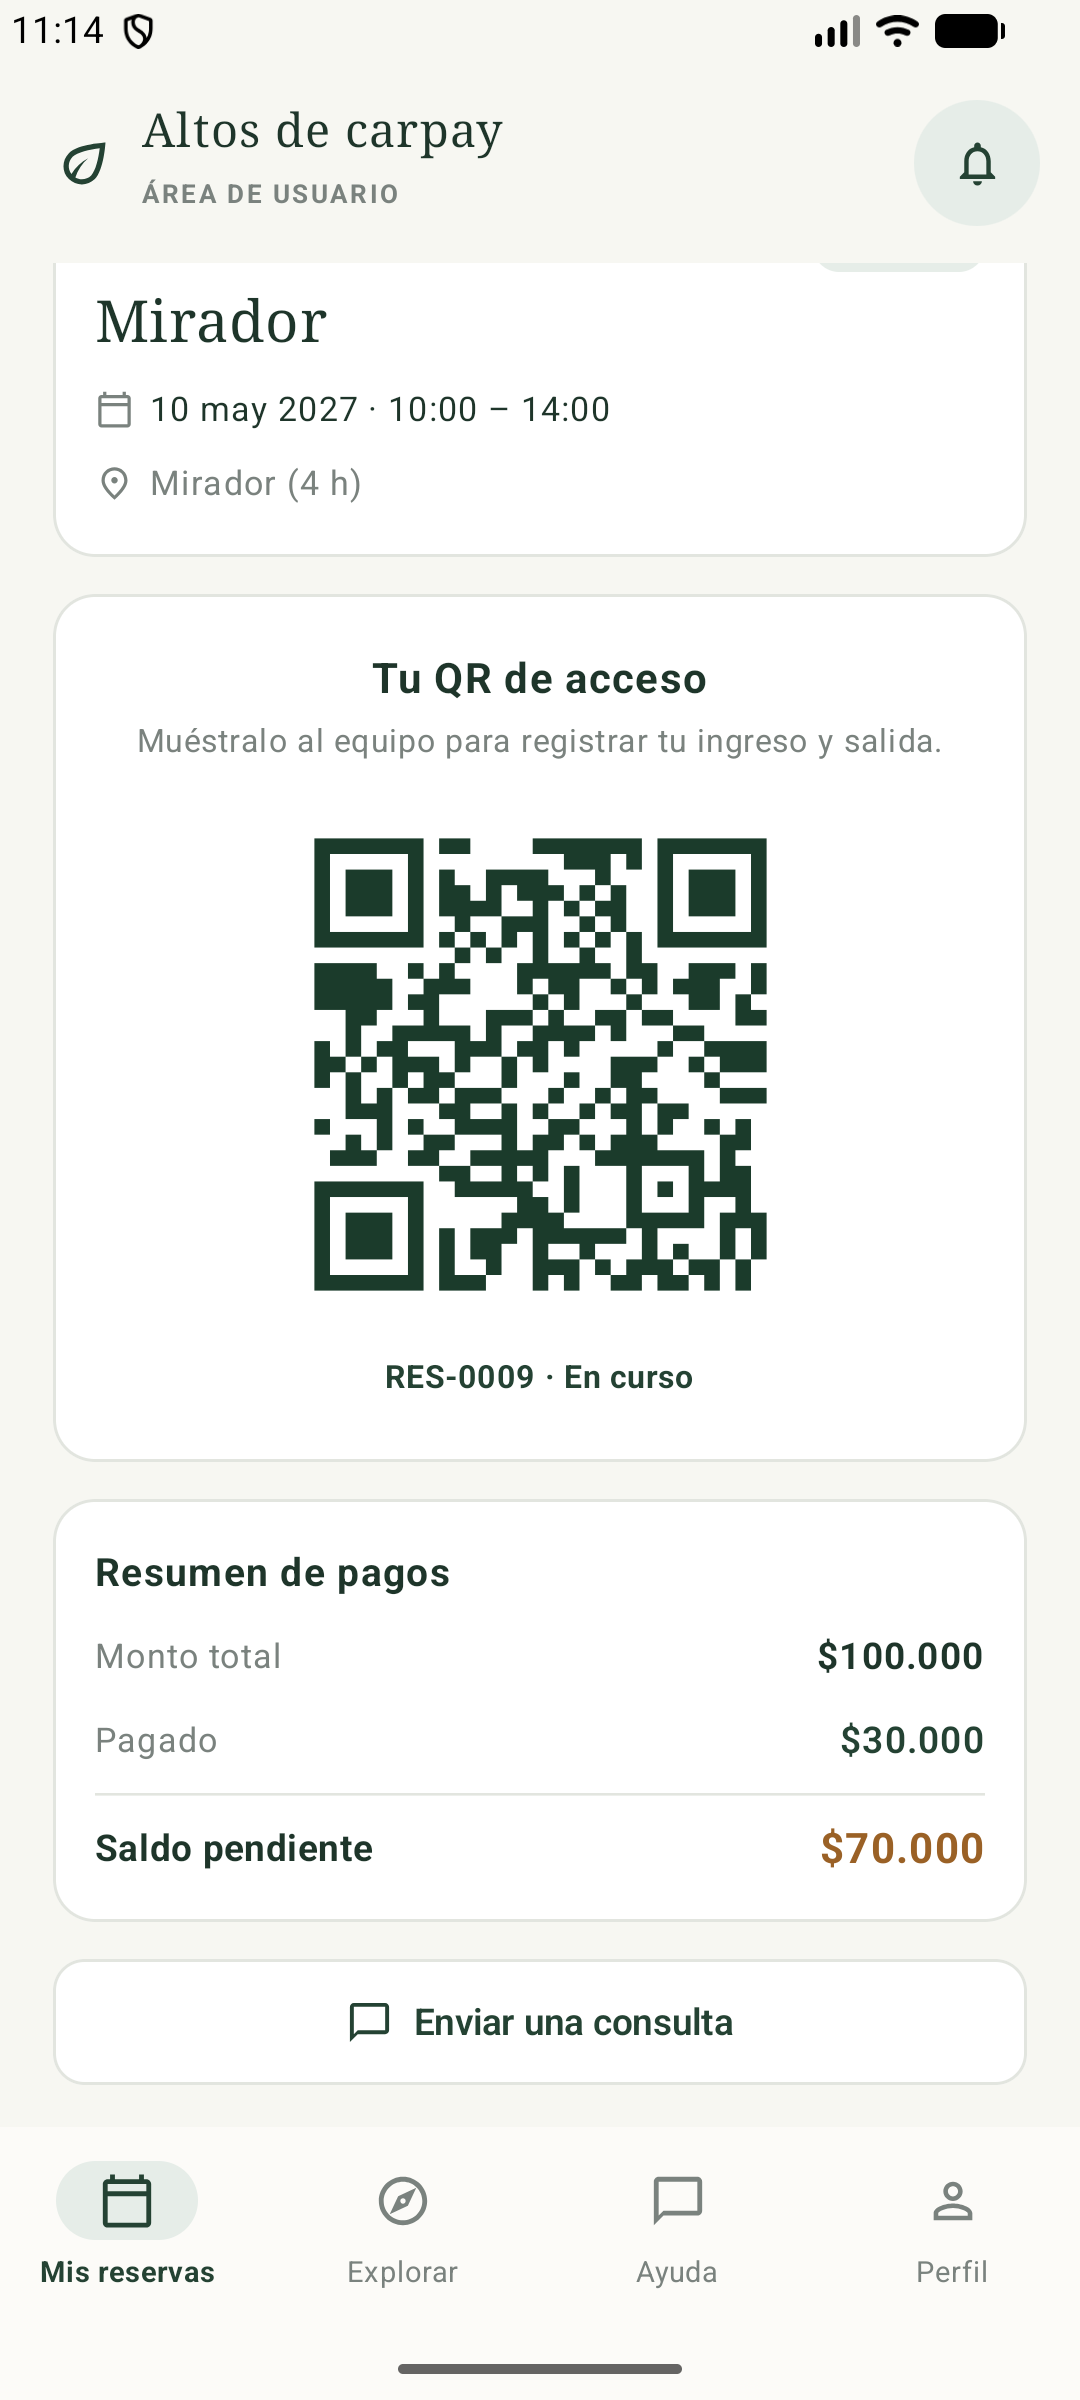 11:14
Altos de carpay
ÁREA DE USUARIO
Mirador
10 may 2027 · 10:00 – 14:00
Mirador (4 h)
Tu QR de acceso
Muéstralo al equipo para registrar tu ingreso y salida.
RES-0009 · En curso
Resumen de pagos
Monto total $100.000
Pagado $30.000
Saldo pendiente $70.000
Enviar una consulta
Mis reservas Explorar Ayuda Perfil